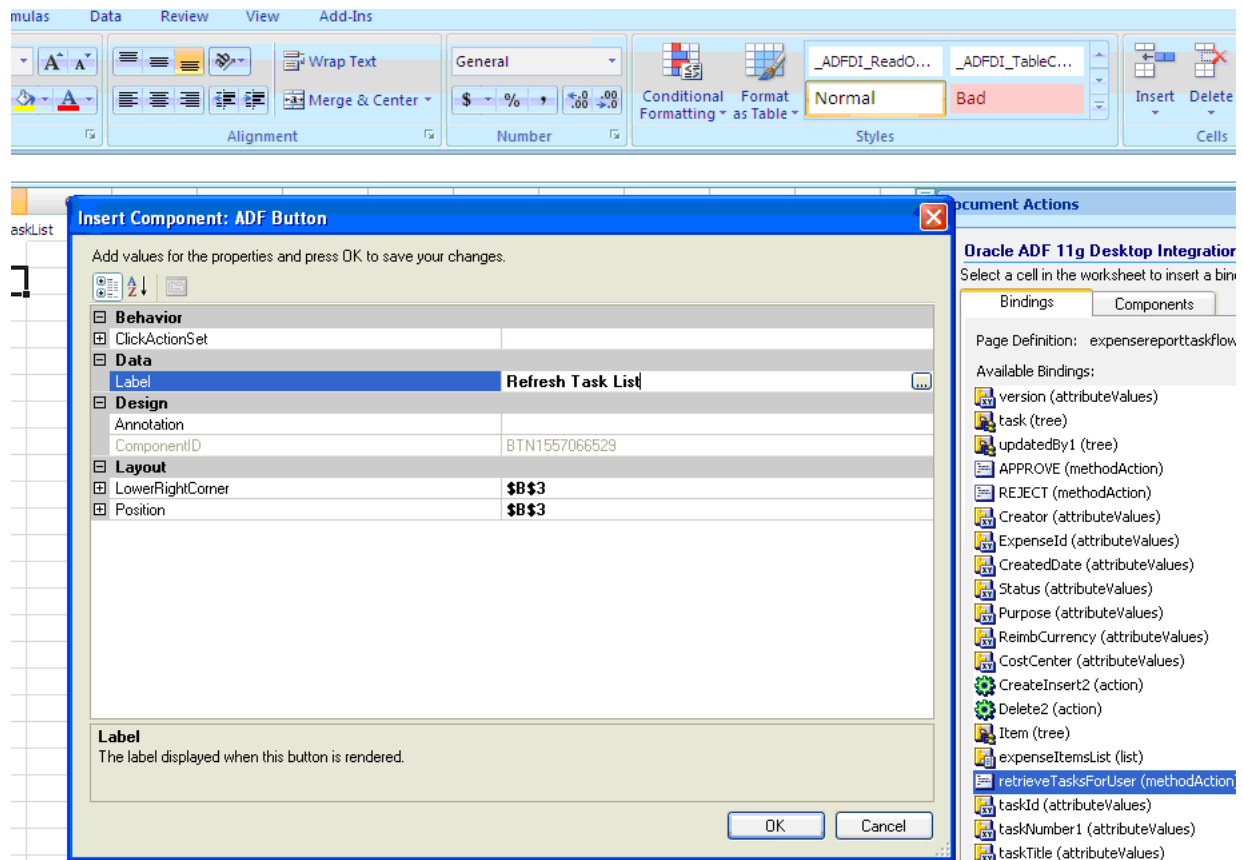 mulas Data Review View Add-Ins
A A Wrap Text General _ADFDI_ReadO... _ADFDI_TableC...
A Merge & Center $ % , .0 .00 .00 .0 Conditional Formatting Format as Table Normal Bad Insert Delete
Alignment Number Styles Cells
askList
Insert Component: ADF Button
Add values for the properties and press OK to save your changes.
Behavior
ClickActionSet
Data
Label Refresh Task List ...
Design
Annotation
ComponentID BTN1557066529
Layout
LowerRightCorner $B$3
Position $B$3
Label
The label displayed when this button is rendered.
OK Cancel
ocument Actions
Oracle ADF 11g Desktop Integration
Select a cell in the worksheet to insert a bin
Bindings Components
Page Definition: expensereporttaskflow
Available Bindings:
version (attributeValues)
task (tree)
updatedBy1 (tree)
APPROVE (methodAction)
REJECT (methodAction)
Creator (attributeValues)
ExpenseId (attributeValues)
CreatedDate (attributeValues)
Status (attributeValues)
Purpose (attributeValues)
ReimbCurrency (attributeValues)
CostCenter (attributeValues)
CreateInsert2 (action)
Delete2 (action)
Item (tree)
expenseItemsList (list)
retrieveTasksForUser (methodAction)
taskId (attributeValues)
taskNumber1 (attributeValues)
taskTitle (attributeValues)